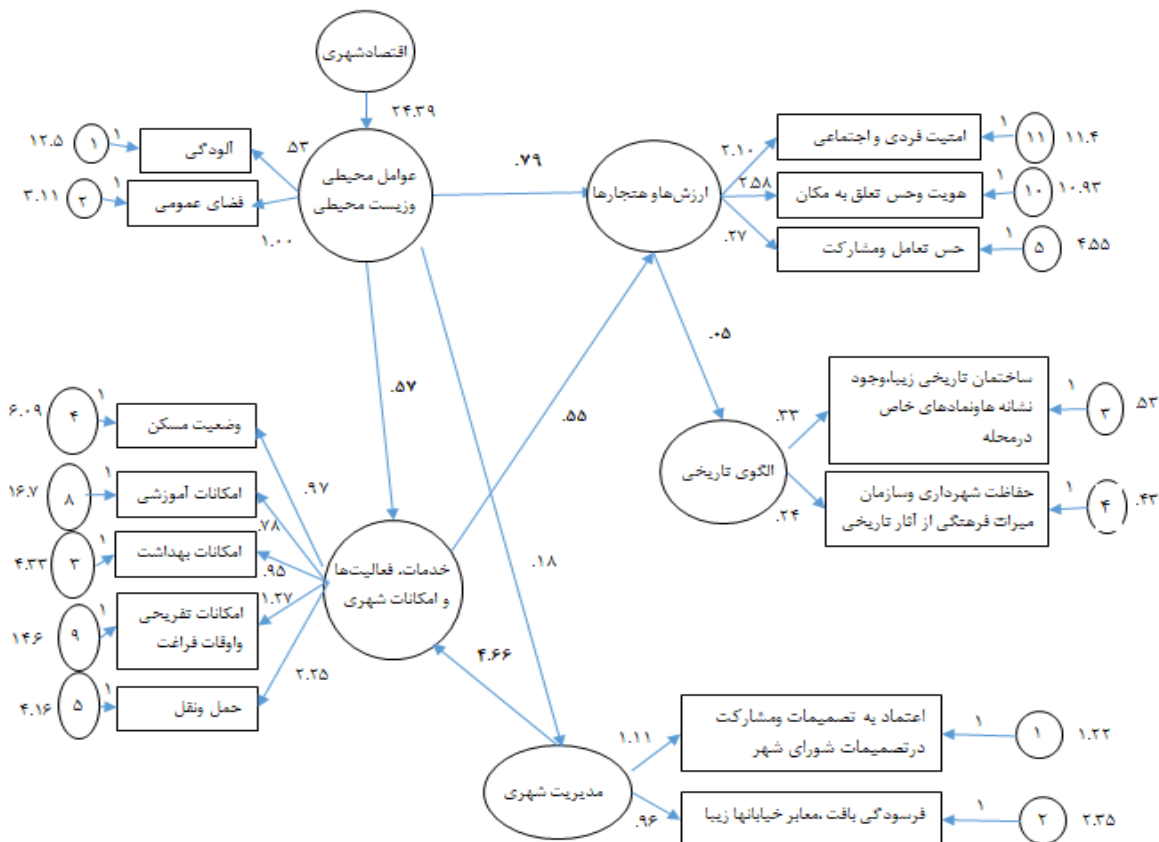 اقتصادشهری
۲۴.۳۹
عوامل محیطی
وزیست محیطی
.۵۳
۱.۰۰
آلودگی
۱
۱
۱۲.۵
فضای عمومی
۱
۲
۳.۱۱
.۷۹
ارزش‌هاو هتجارها
۲.۱۰
۲.۵۸
.۲۷
امتیت فردی و اجتماعی
۱
۱۱
۱۱.۴
هویت وحس تعلق به مکان
۱
۱۰
۱۰.۹۳
حس تعامل ومشارکت
۱
۵
۴.۵۵
.۰۵
.۵۷
.۵۵
.۱۸
الگوی تاریخی
.۳۳
.۲۴
ساختمان تاریخی زیبا،وجود
نشانه هاونمادهای خاص
درمحله
۱
۳
.۵۳
حفاظت شهرداری وسازمان
میراث فرهتگی از آثار تاریخی
۱
۴
.۴۳
خدمات، فعالیت‌ها
و امکانات شهری
.۹۷
.۷۸
.۹۵
۱.۲۷
۲.۲۵
وضعیت مسکن
۱
۴
۶.۰۹
امکانات آموزشی
۱
۸
۱۶.۷
امکانات بهداشت
۱
۳
۴.۳۳
امکانات تفریحی
واوقات فراغت
۱
۹
۱۴۶
حمل ونقل
۱
۵
۴.۱۶
۴.۶۶
مدیریت شهری
۱.۱۱
.۹۶
اعتماد به تصمیمات ومشارکت
درتصمیمات شورای شهر
۱
۱
۱.۲۲
فرسودگی بافت ،معابر خیابانها زیبا
۱
۲
۲.۳۵